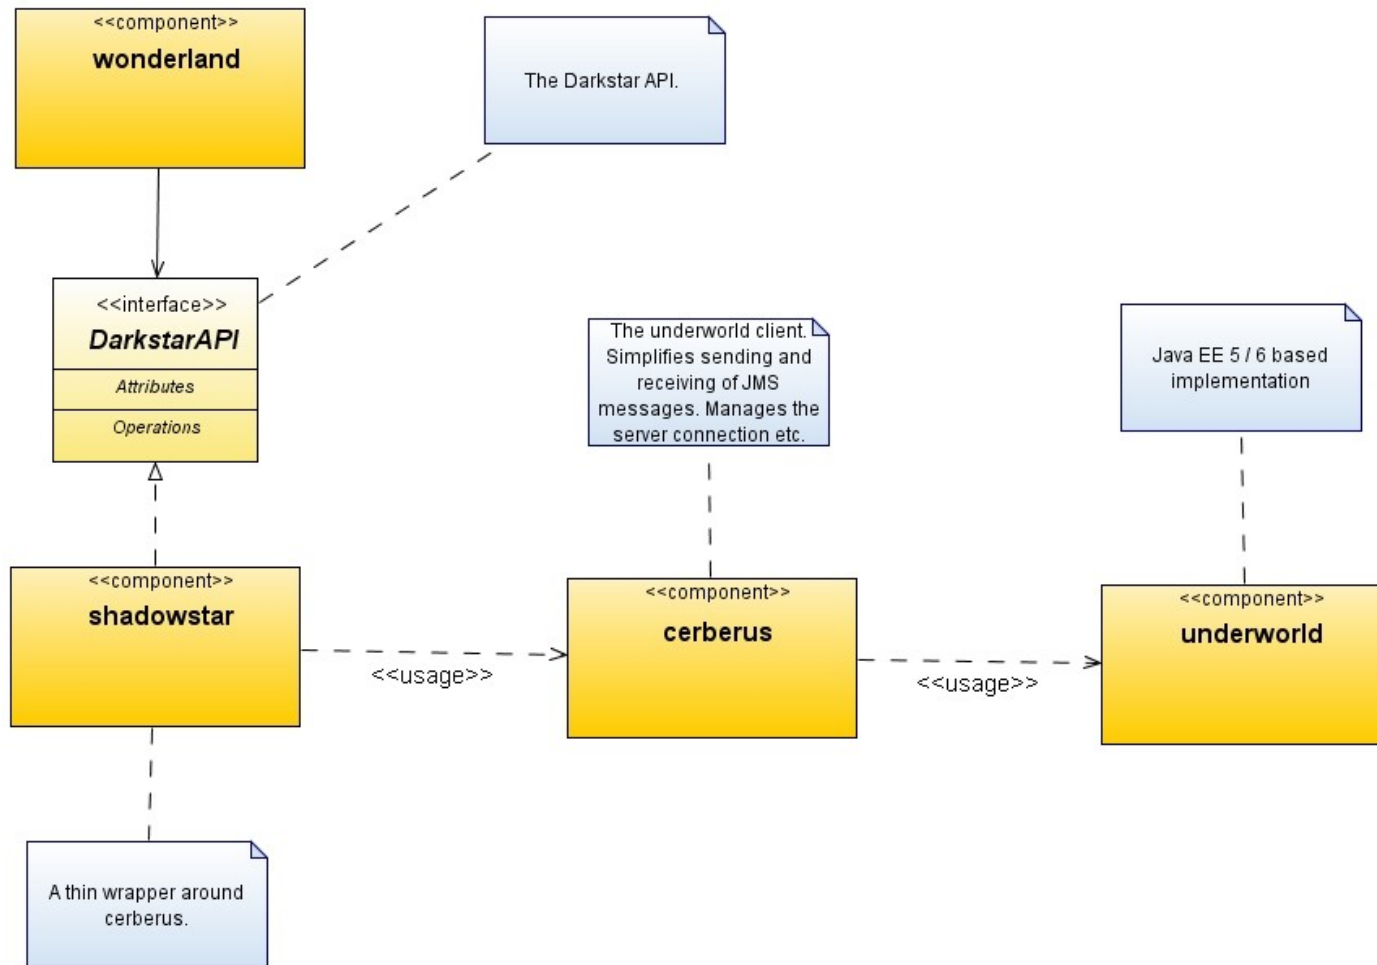 <<component>>
wonderland
The Darkstar API.
<<interface>>
DarkstarAPI
Attributes
Operations
The underworld client.
Simplifies sending and
receiving of JMS
messages. Manages the
server connection etc.
Java EE 5 / 6 based
implementation
<<component>>
shadowstar
<<usage>>
<<component>>
cerberus
<<usage>>
<<component>>
underworld
A thin wrapper around
cerberus.